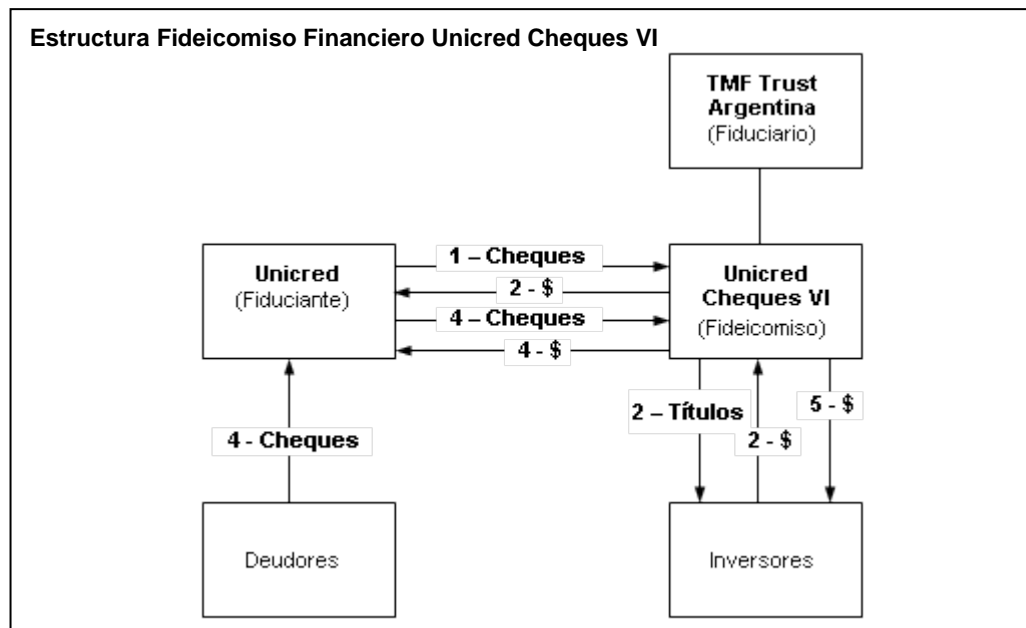 Estructura Fideicomiso Financiero Unicred Cheques VI
TMF Trust
Argentina
(Fiduciario)
Unicred
(Fiduciante)
1 – Cheques
2 - $
4 – Cheques
4 - $
Unicred
Cheques VI
(Fideicomiso)
4 - Cheques
2 – Títulos
2 - $
5 - $
Deudores
Inversores